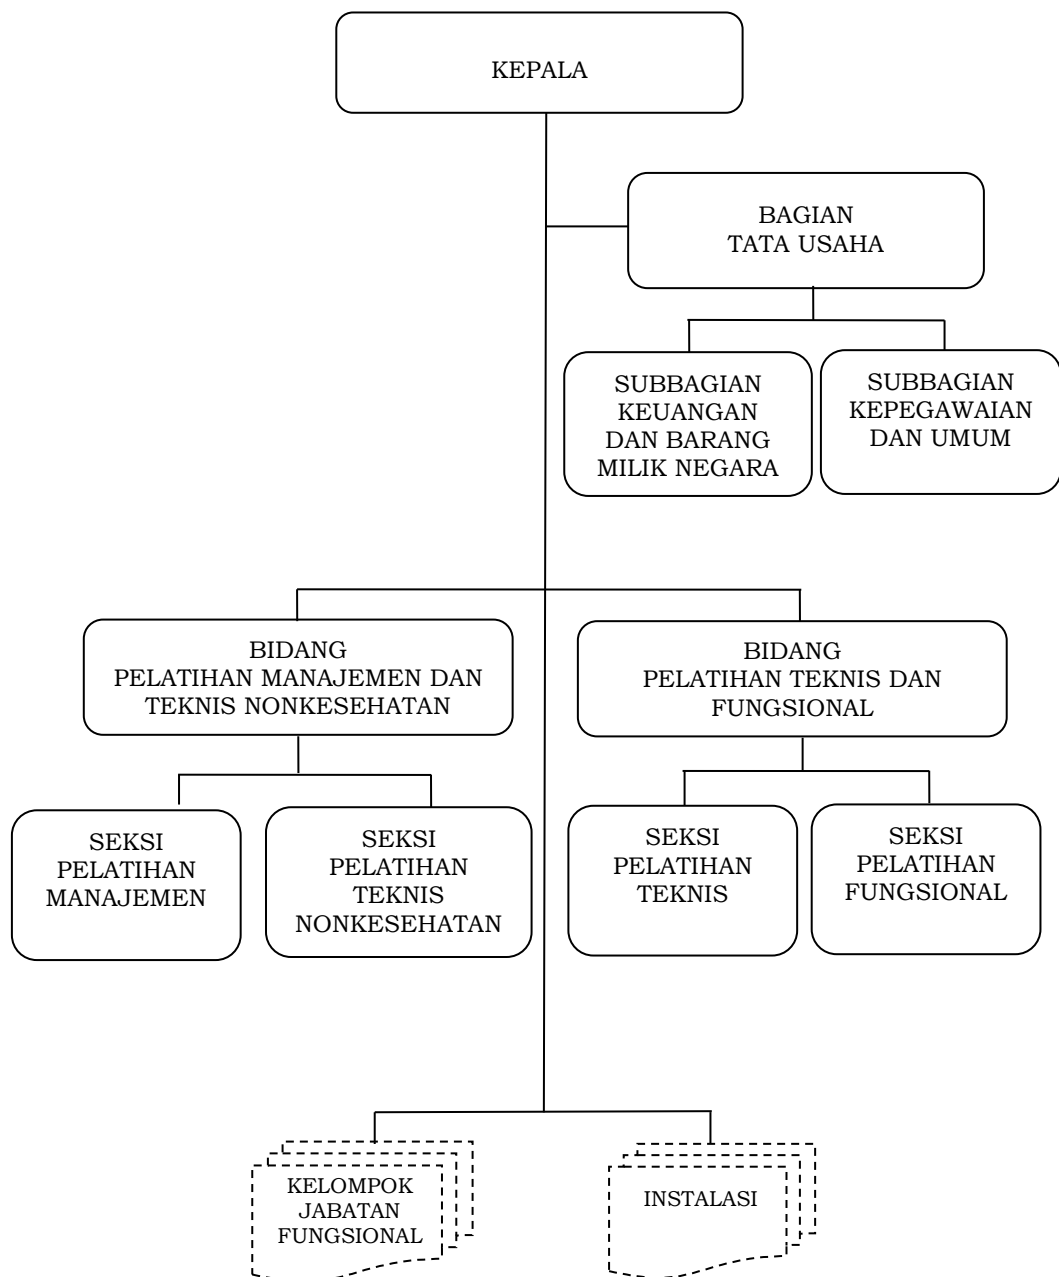 KEPALA
BAGIAN
TATA USAHA
SUBBAGIAN
KEUANGAN
DAN BARANG
MILIK NEGARA
SUBBAGIAN
KEPEGAWAIAN
DAN UMUM
BIDANG
PELATIHAN MANAJEMEN DAN
TEKNIS NONKESEHATAN
BIDANG
PELATIHAN TEKNIS DAN
FUNGSIONAL
SEKSI
PELATIHAN
MANAJEMEN
SEKSI
PELATIHAN
TEKNIS
NONKESEHATAN
SEKSI
PELATIHAN
TEKNIS
SEKSI
PELATIHAN
FUNGSIONAL
KELOMPOK
JABATAN
FUNGSIONAL
INSTALASI